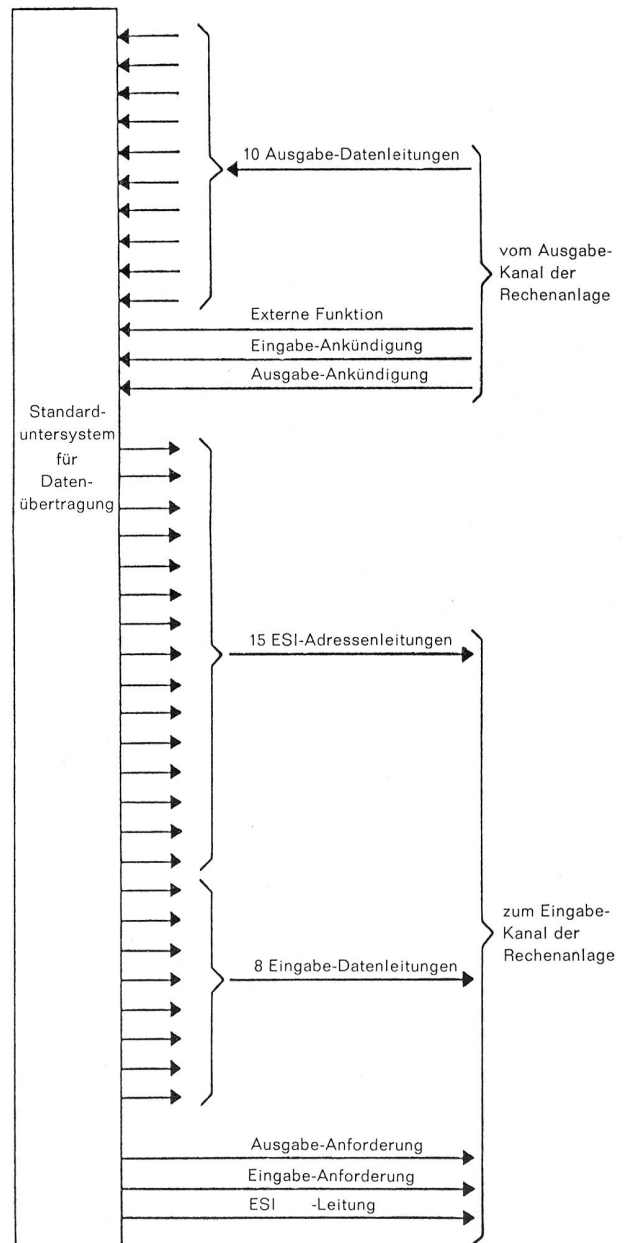 10 Ausgabe-Datenleitungen
vom Ausgabe-
Kanal der
Rechenanlage
Externe Funktion
Eingabe-Ankündigung
Ausgabe-Ankündigung
Standard-
untersystem
für
Daten-
übertragung
15 ESI-Adressenleitungen
zum Eingabe-
Kanal der
Rechenanlage
8 Eingabe-Datenleitungen
Ausgabe-Anforderung
Eingabe-Anforderung
ESI -Leitung